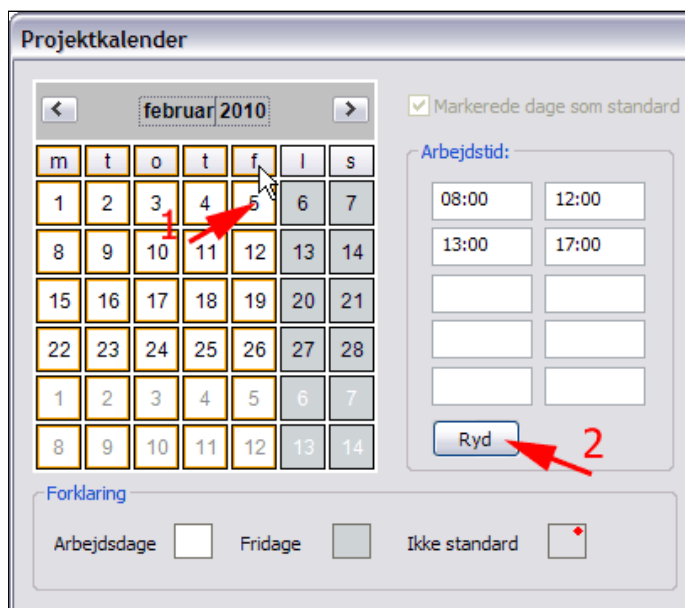 Projektkalender
<
februar 2010
>
m t o t f l s
1 2 3 4 5 6 7
8 9 10 11 12 13 14
15 16 17 18 19 20 21
22 23 24 25 26 27 28
1 2 3 4 5 6 7
8 9 10 11 12 13 14
1
Markerede dage som standard
Arbejdstid:
08:00 12:00
13:00 17:00
Ryd
2
Forklaring
Arbejdsdage Fridage Ikke standard